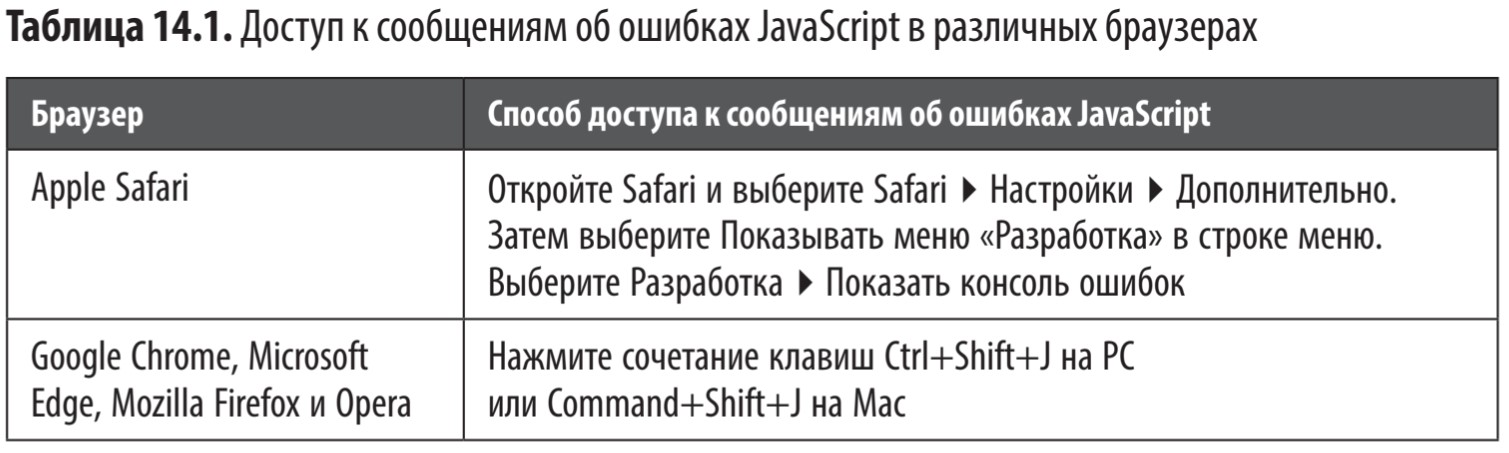 Таблица 14.1. Доступ к сообщениям об ошибках JavaScript в различных браузерах
Браузер
Способ доступа к сообщениям об ошибках JavaScript
Apple Safari
Откройте Safari и выберите Safari ▸ Настройки ▸ Дополнительно.
Затем выберите Показывать меню «Разработка» в строке меню.
Выберите Разработка ▸ Показать консоль ошибок
Google Chrome, Microsoft
Edge, Mozilla Firefox и Opera
Нажмите сочетание клавиш Ctrl+Shift+J на PC
или Command+Shift+J на Mac